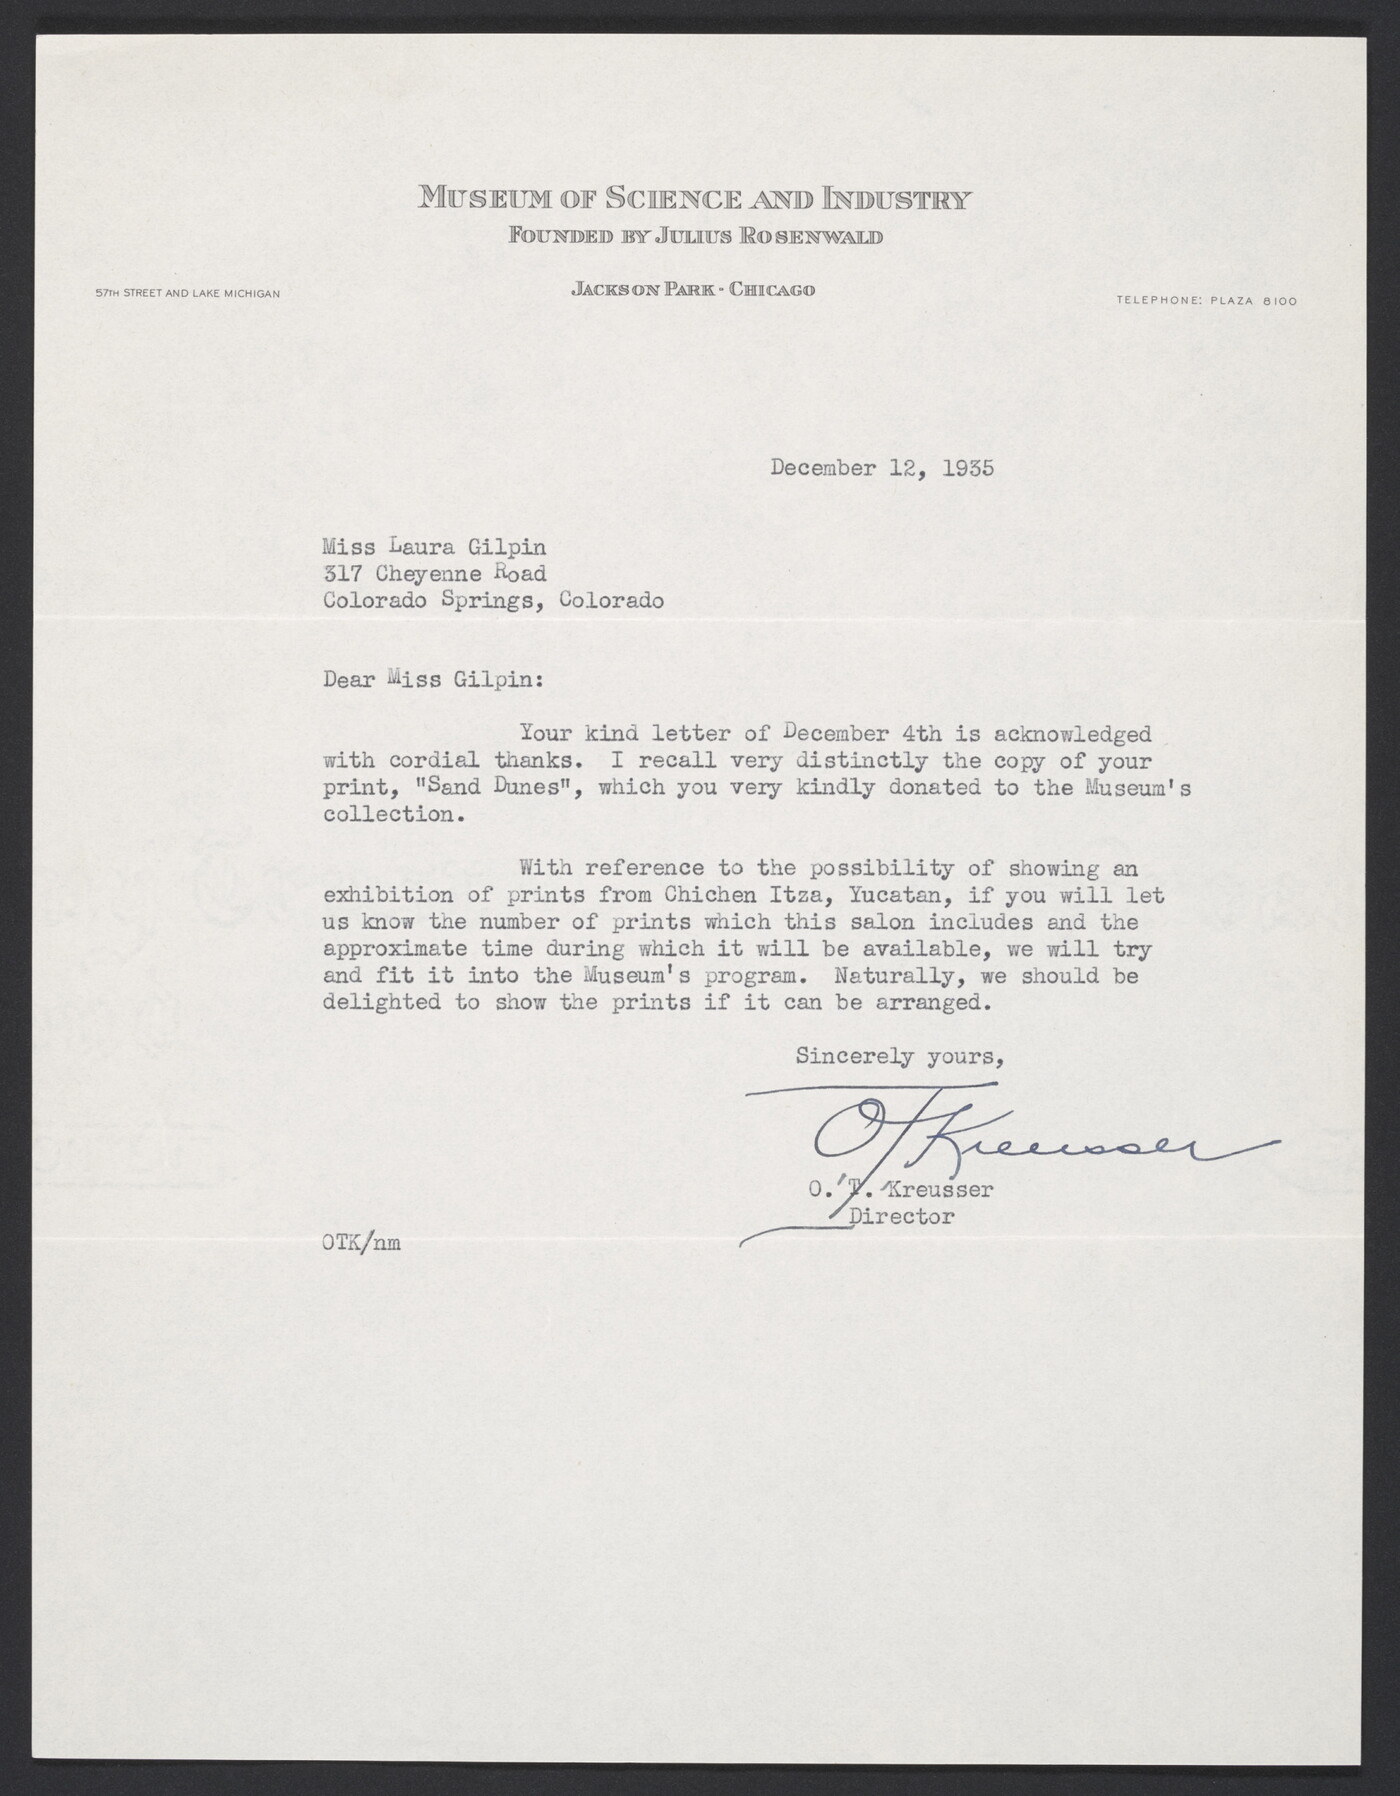 MUSEUM OF SCIENCE AND INDUSTRY
FOUNDED BY JULIUS ROSENWALD
57TH STREET AND LAKE MICHIGAN
JACKSON PARK - CHICAGO
TELEPHONE: PLAZA 8100
December 12, 1935
Miss Laura Gilpin
317 Cheyenne Road
Colorado Springs, Colorado
Dear Miss Gilpin:
Your kind letter of December 4th is acknowledged
with cordial thanks. I recall very distinctly the copy of your
print, "Sand Dunes", which you very kindly donated to the Museum's
collection.
With reference to the possibility of showing an
exhibition of prints from Chichen Itza, Yucatan, if you will let
us know the number of prints which this salon includes and the
approximate time during which it will be available, we will try
and fit it into the Museum's program. Naturally, we should be
delighted to show the prints if it can be arranged.
Sincerely yours,
OTKreusser
O. T. Kreusser
Director
OTK/nm